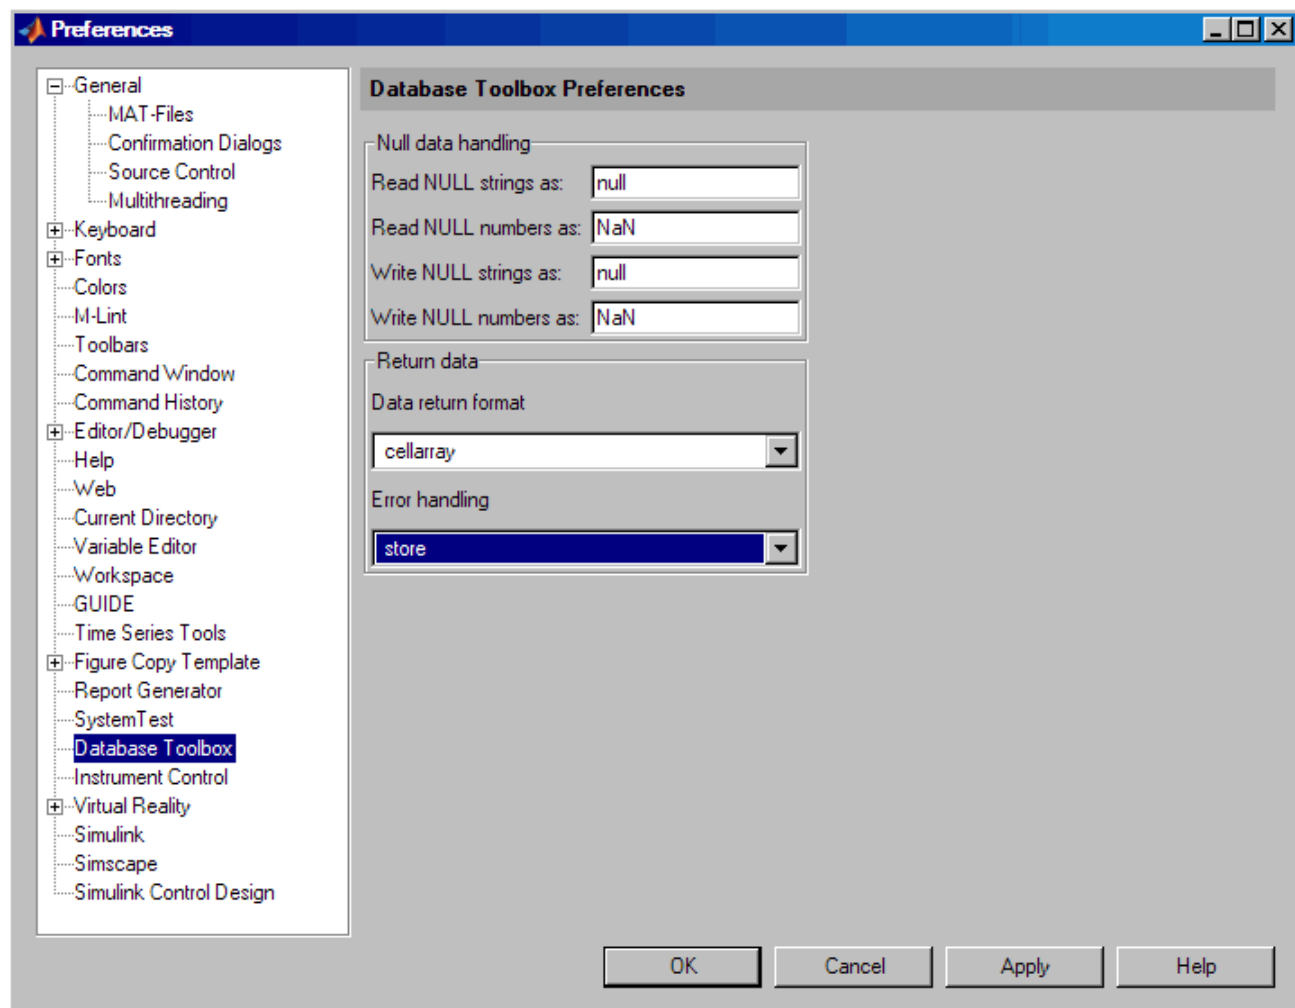 Preferences
General
MAT-Files
Confirmation Dialogs
Source Control
Multithreading
Keyboard
Fonts
Colors
M-Lint
Toolbars
Command Window
Command History
Editor/Debugger
Help
Web
Current Directory
Variable Editor
Workspace
GUIDE
Time Series Tools
Figure Copy Template
Report Generator
SystemTest
Database Toolbox
Instrument Control
Virtual Reality
Simulink
Simscape
Simulink Control Design
Database Toolbox Preferences
Null data handling
Read NULL strings as: null
Read NULL numbers as: NaN
Write NULL strings as: null
Write NULL numbers as: NaN
Return data
Data return format
cellarray
Error handling
store
OK Cancel Apply Help